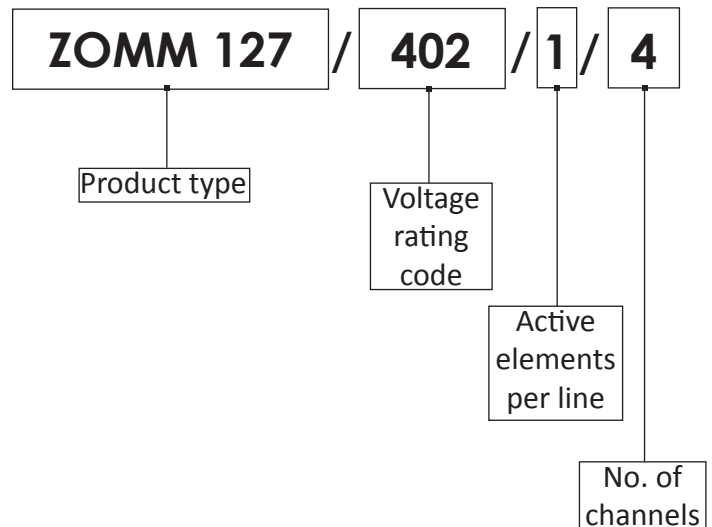 ZOMM 127 / 402 / 1 / 4
Product type
Voltage
rating
code
Active
elements
per line
No. of
channels